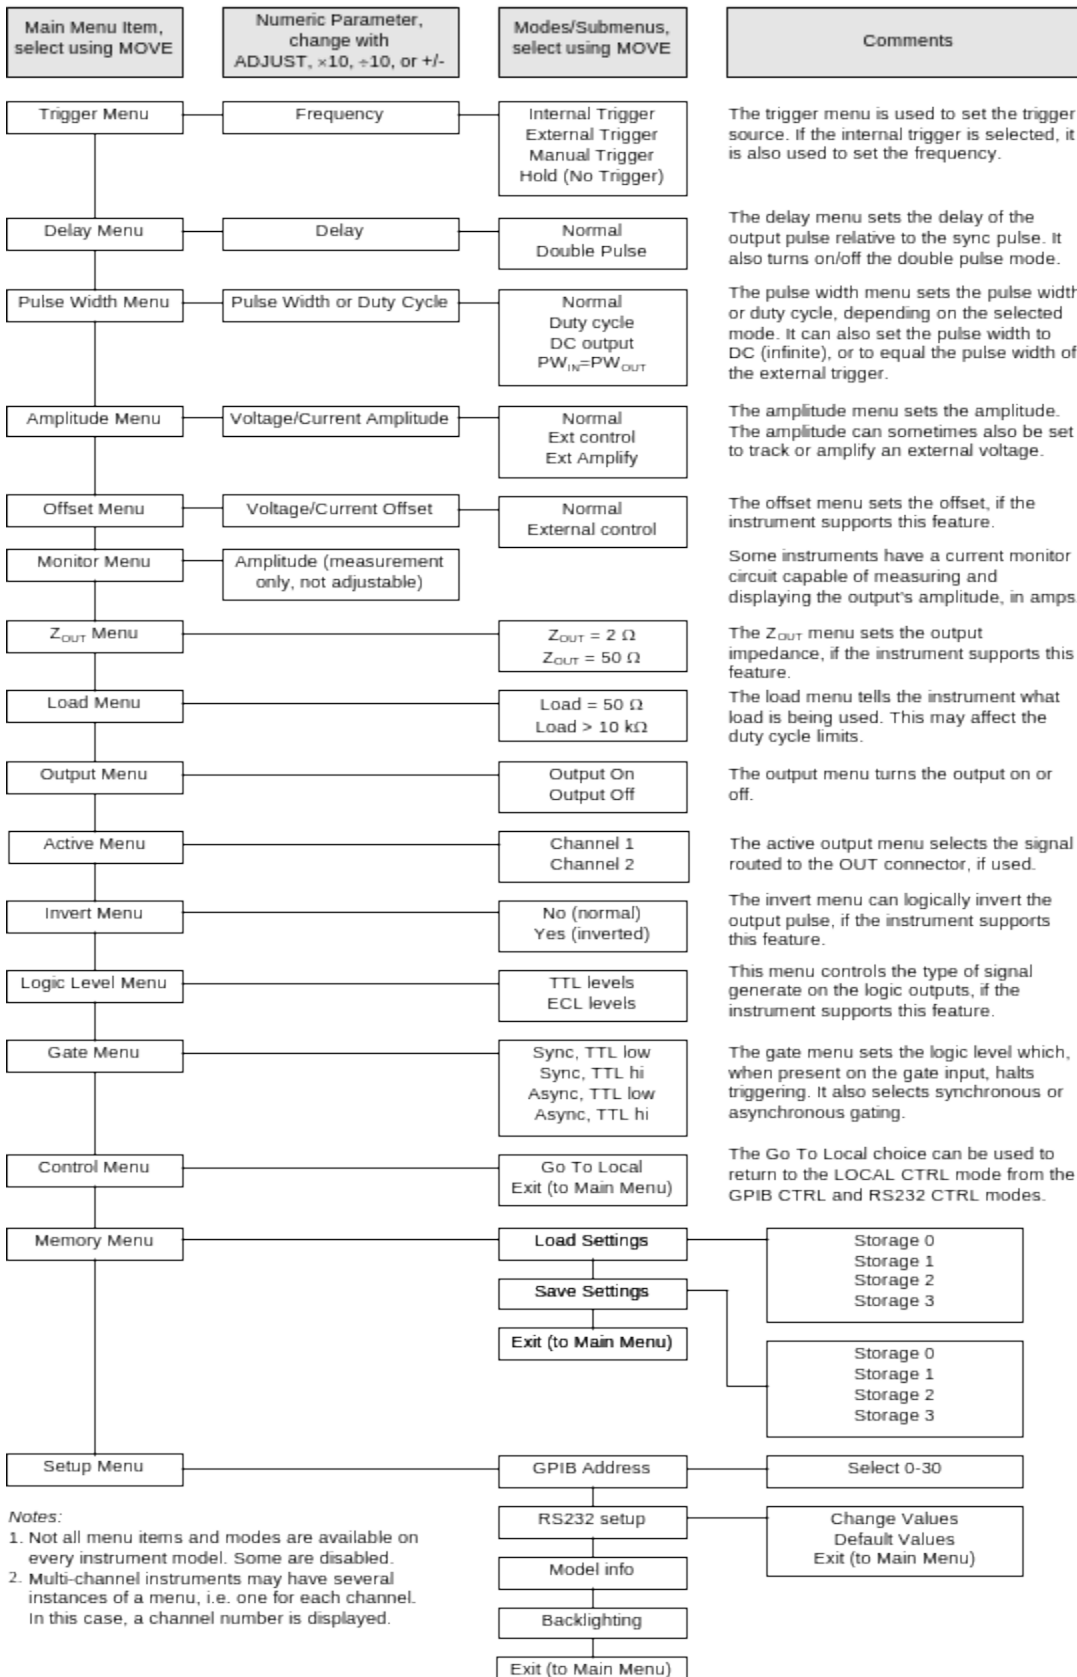 Main Menu Item,
select using MOVE
Numeric Parameter,
change with
ADJUST, ×10, ÷10, or +/-
Modes/Submenus,
select using MOVE
Comments
Trigger Menu
Frequency
Internal Trigger
External Trigger
Manual Trigger
Hold (No Trigger)
The trigger menu is used to set the trigger
source. If the internal trigger is selected, it
is also used to set the frequency.
Delay Menu
Delay
Normal
Double Pulse
The delay menu sets the delay of the
output pulse relative to the sync pulse. It
also turns on/off the double pulse mode.
Pulse Width Menu
Pulse Width or Duty Cycle
Normal
Duty cycle
DC output
PWIN=PWOUT
The pulse width menu sets the pulse width
or duty cycle, depending on the selected
mode. It can also set the pulse width to
DC (infinite), or to equal the pulse width of
the external trigger.
Amplitude Menu
Voltage/Current Amplitude
Normal
Ext control
Ext Amplify
The amplitude menu sets the amplitude.
The amplitude can sometimes also be set
to track or amplify an external voltage.
Offset Menu
Voltage/Current Offset
Normal
External control
The offset menu sets the offset, if the
instrument supports this feature.
Monitor Menu
Amplitude (measurement
only, not adjustable)
Some instruments have a current monitor
circuit capable of measuring and
displaying the output's amplitude, in amps.
ZOUT Menu
ZOUT = 2 Ω
ZOUT = 50 Ω
The ZOUT menu sets the output
impedance, if the instrument supports this
feature.
Load Menu
Load = 50 Ω
Load > 10 kΩ
The load menu tells the instrument what
load is being used. This may affect the
duty cycle limits.
Output Menu
Output On
Output Off
The output menu turns the output on or
off.
Active Menu
Channel 1
Channel 2
The active output menu selects the signal
routed to the OUT connector, if used.
Invert Menu
No (normal)
Yes (inverted)
The invert menu can logically invert the
output pulse, if the instrument supports
this feature.
Logic Level Menu
TTL levels
ECL levels
This menu controls the type of signal
generate on the logic outputs, if the
instrument supports this feature.
Gate Menu
Sync, TTL low
Sync, TTL hi
Async, TTL low
Async, TTL hi
The gate menu sets the logic level which,
when present on the gate input, halts
triggering. It also selects synchronous or
asynchronous gating.
Control Menu
Go To Local
Exit (to Main Menu)
The Go To Local choice can be used to
return to the LOCAL CTRL mode from the
GPIB CTRL and RS232 CTRL modes.
Memory Menu
Load Settings
Storage 0
Storage 1
Storage 2
Storage 3
Save Settings
Exit (to Main Menu)
Storage 0
Storage 1
Storage 2
Storage 3
Setup Menu
GPIB Address
Select 0-30
RS232 setup
Change Values
Default Values
Exit (to Main Menu)
Model info
Backlighting
Exit (to Main Menu)
Notes:
1. Not all menu items and modes are available on
every instrument model. Some are disabled.
2. Multi-channel instruments may have several
instances of a menu, i.e. one for each channel.
In this case, a channel number is displayed.